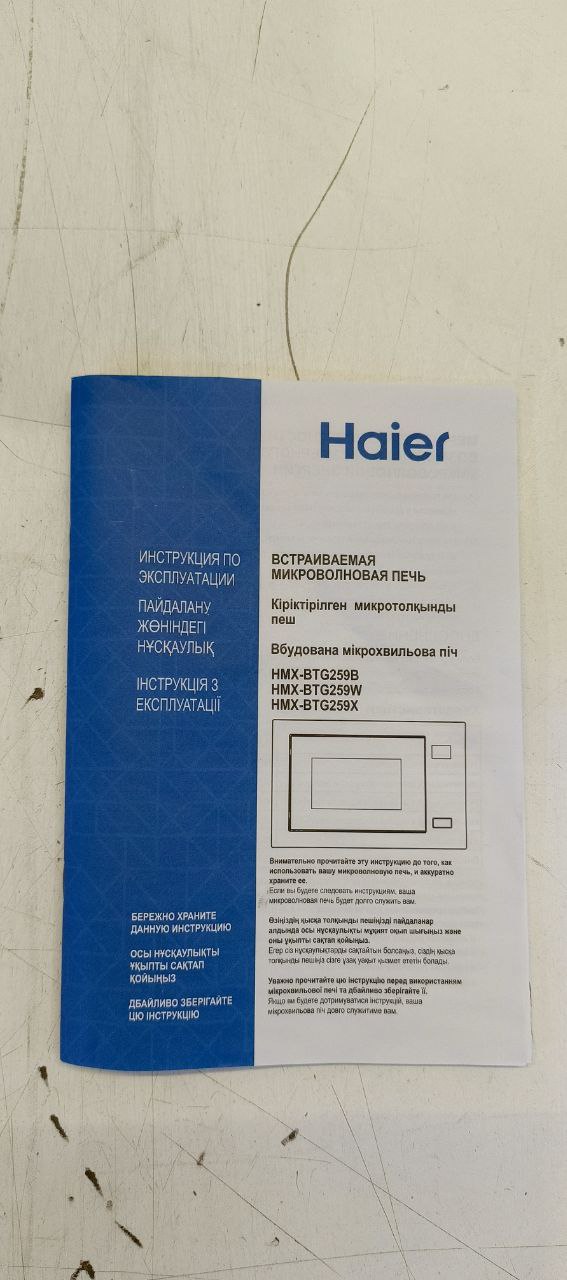 Haier
ИНСТРУКЦИЯ ПО
ЭКСПЛУАТАЦИИ
ПАЙДАЛАНУ
ЖӨНІНДЕГІ
НҰСҚАУЛЫҚ
ІНСТРУКЦІЯ З
ЕКСПЛУАТАЦІЇ
ВСТРАИВАЕМАЯ
МИКРОВОЛНОВАЯ ПЕЧЬ
Кіріктірілген микротолқынды
пеш
Вбудована мікрохвильова піч
HMX-BTG259B
HMX-BTG259W
HMX-BTG259X
Внимательно прочитайте эту инструкцию до того, как
использовать вашу микроволновую печь, и аккуратно
храните ее.
Если вы будете следовать инструкциям, ваша
микроволновая печь будет долго служить вам.
Өзіңіздің қысқа толқынды пешіңізді пайдаланар
алдында осы нұсқаулықты мұқият оқып шығыңыз және
оны ұқыпты сақтап қойыңыз.
Егер сіз нұсқаулықтарды сақтайтын болсаңыз, сіздің қысқа
толқынды пешіңіз сізге ұзақ уақыт қызмет ететін болады.
Уважно прочитайте цю інструкцію перед використанням
мікрохвильової печі та дбайливо зберігайте її.
Якщо ви будете дотримуватися інструкцій, ваша
мікрохвильова піч довго служитиме вам.
БЕРЕЖНО ХРАНИТЕ
ДАННУЮ ИНСТРУКЦИЮ
ОСЫ НҰСҚАУЛЫҚТЫ
ҰҚЫПТЫ САҚТАП
ҚОЙЫҢЫЗ
ДБАЙЛИВО ЗБЕРІГАЙТЕ
ЦЮ ІНСТРУКЦІЮ